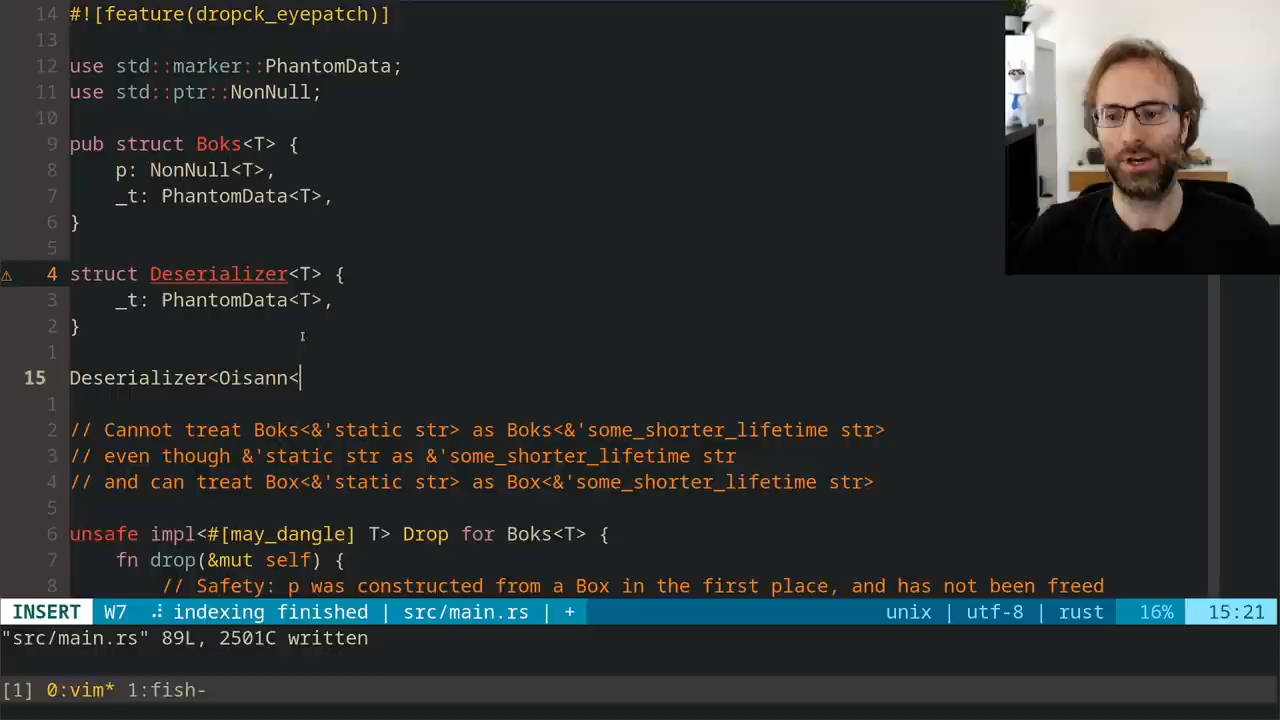 14 #![feature(dropck_eyepatch)]
13
12 use std::marker::PhantomData;
11 use std::ptr::NonNull;
10
9 pub struct Boks<T> {
8     p: NonNull<T>,
7     _t: PhantomData<T>,
6 }
5
⚠ 4 struct Deserializer<T> {
3     _t: PhantomData<T>,
2 }
1
15 Deserializer<Oisann<
1
2 // Cannot treat Boks<&'static str> as Boks<&'some_shorter_lifetime str>
3 // even though &'static str as &'some_shorter_lifetime str
4 // and can treat Box<&'static str> as Box<&'some_shorter_lifetime str>
5
6 unsafe impl<#[may_dangle] T> Drop for Boks<T> {
7     fn drop(&mut self) {
8         // Safety: p was constructed from a Box in the first place, and has not been freed
INSERT W7 ⠼ indexing finished | src/main.rs | + unix | utf-8 | rust 16% 15:21
"src/main.rs" 89L, 2501C written
[1] 0:vim* 1:fish-